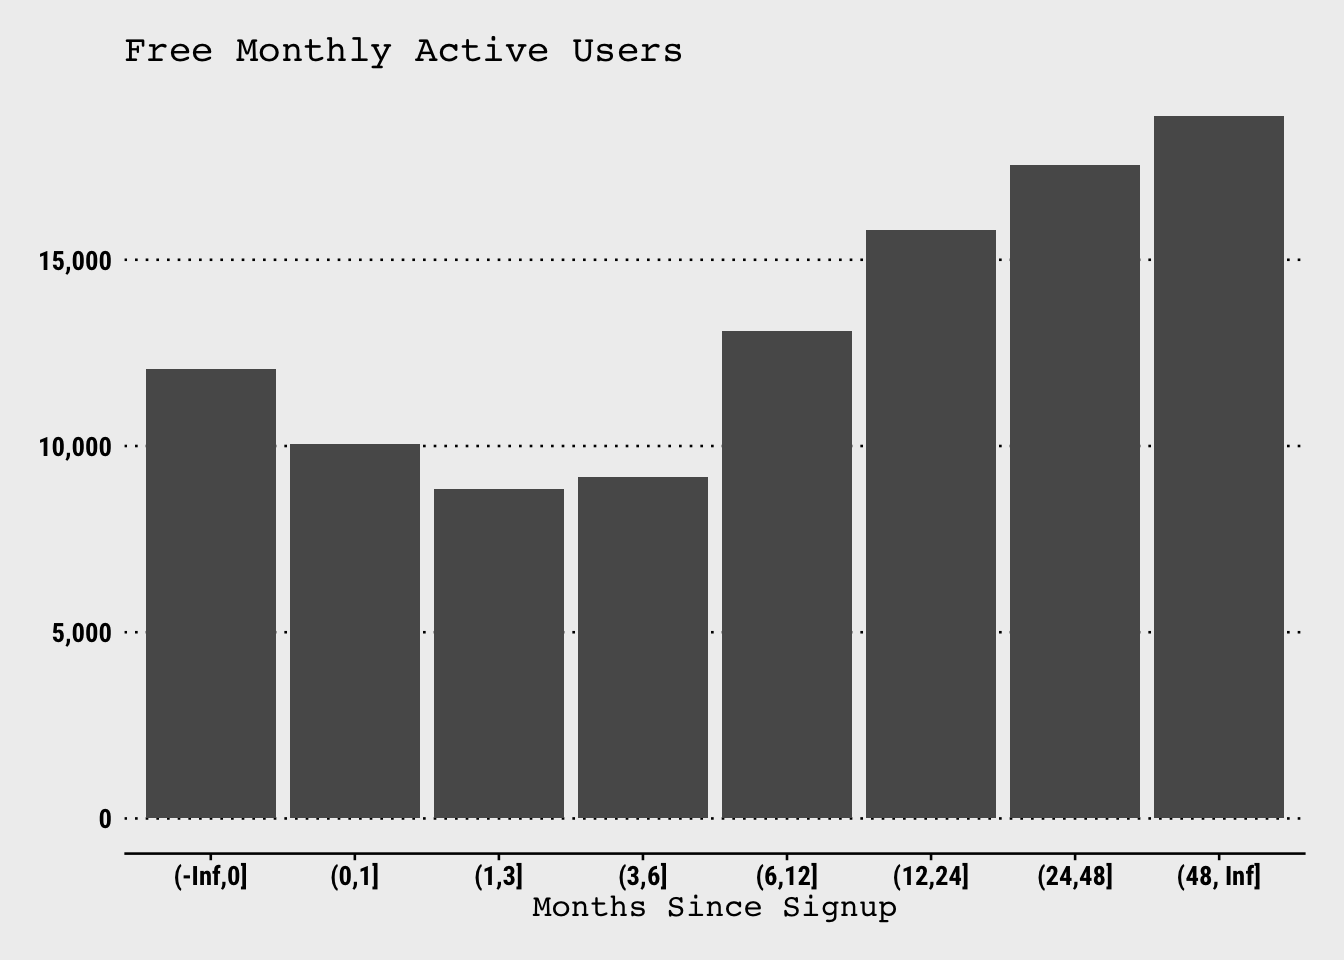 Free Monthly Active Users
15,000
10,000
5,000
0
(-Inf,0] (0,1] (1,3] (3,6] (6,12] (12,24] (24,48] (48, Inf]
Months Since Signup